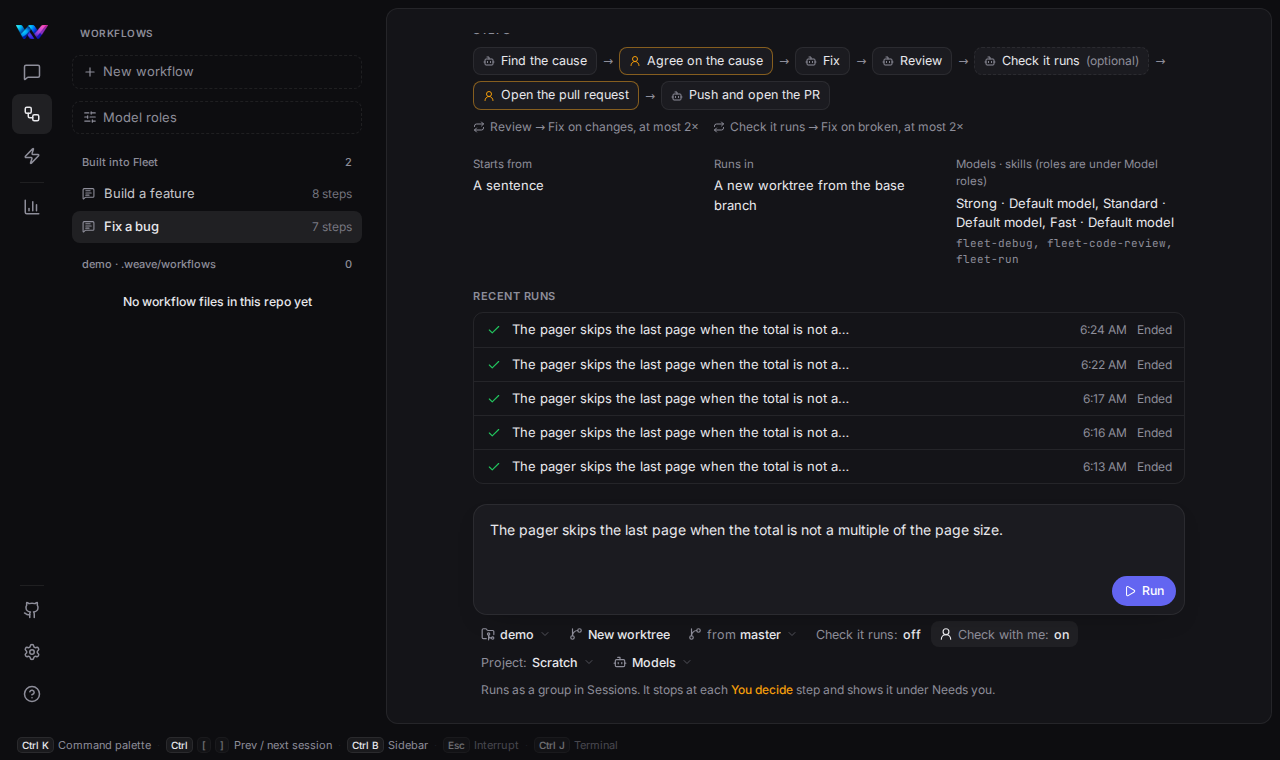 WORKFLOWS
New workflow
Model roles
Built into Fleet 2
Build a feature 8 steps
Fix a bug 7 steps
demo · .weave/workflows 0
No workflow files in this repo yet
Find the cause → Agree on the cause → Fix → Review → Check it runs (optional) →
Open the pull request → Push and open the PR
Review → Fix on changes, at most 2× Check it runs → Fix on broken, at most 2×
Starts from
A sentence
Runs in
A new worktree from the base
branch
Models · skills (roles are under Model
roles)
Strong · Default model, Standard ·
Default model, Fast · Default model
fleet-debug, fleet-code-review,
fleet-run
RECENT RUNS
The pager skips the last page when the total is not a... 6:24 AM Ended
The pager skips the last page when the total is not a... 6:22 AM Ended
The pager skips the last page when the total is not a... 6:17 AM Ended
The pager skips the last page when the total is not a... 6:16 AM Ended
The pager skips the last page when the total is not a... 6:13 AM Ended
The pager skips the last page when the total is not a multiple of the page size.
Run
demo New worktree from master Check it runs: off Check with me: on
Project: Scratch Models
Runs as a group in Sessions. It stops at each You decide step and shows it under Needs you.
Ctrl K Command palette Ctrl [ ] Prev / next session Ctrl B Sidebar Esc Interrupt Ctrl J Terminal